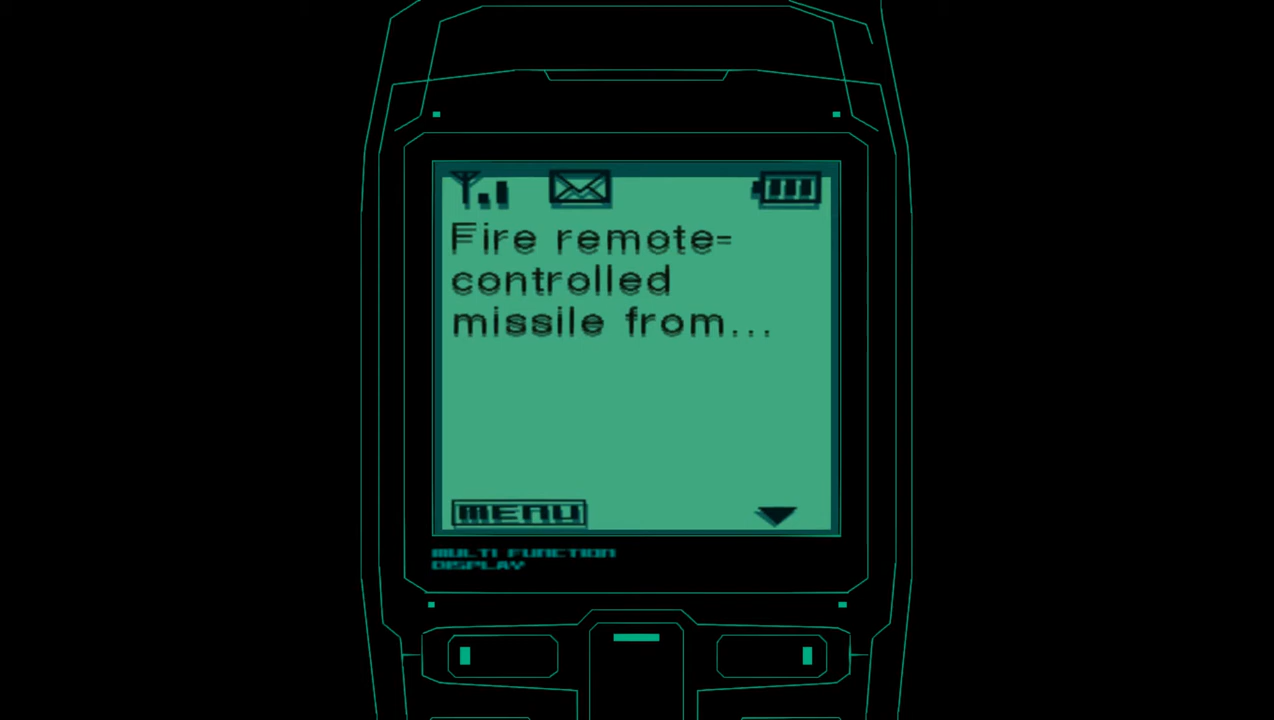 Fire remote-
controlled
missile from...
MENU
MULTI FUNCTION
DISPLAY